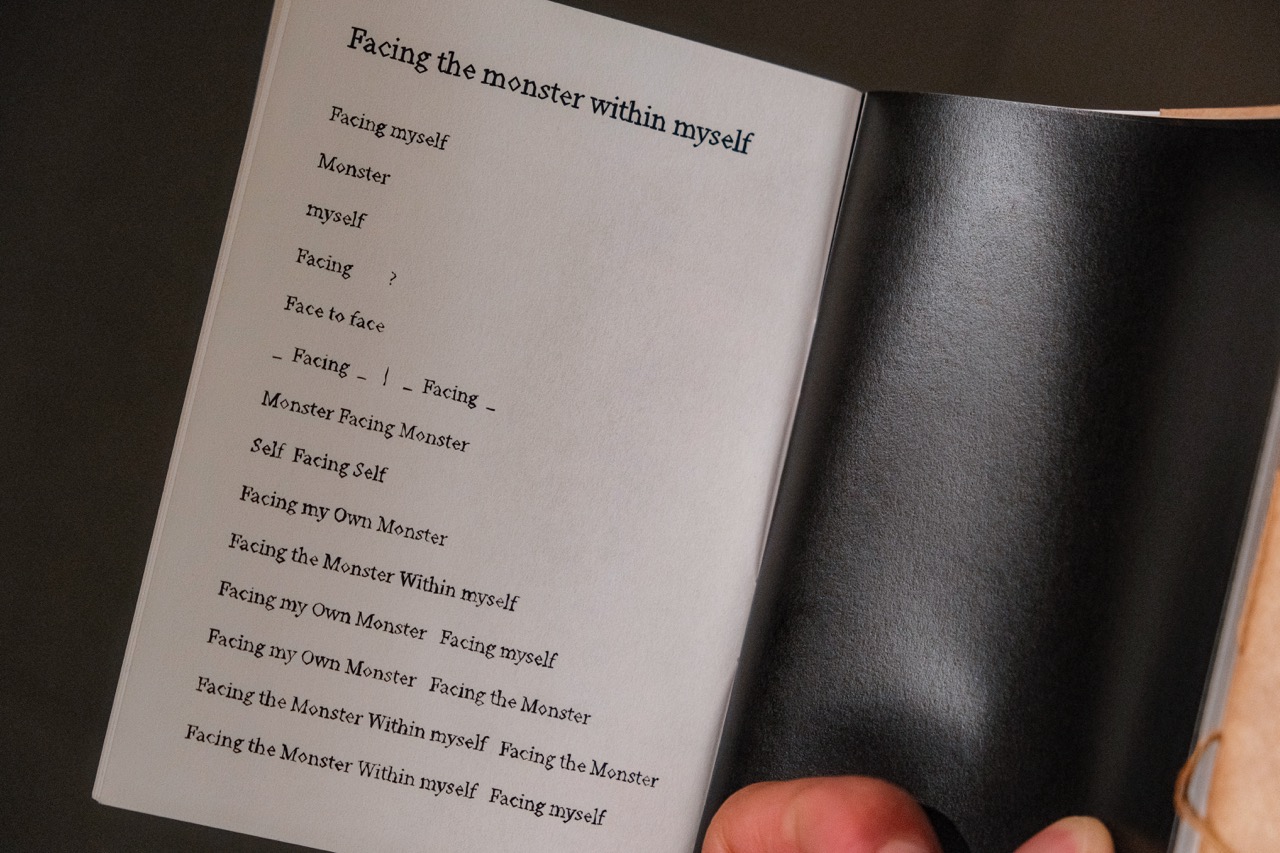 Facing the monster within myself
Facing myself
Monster
myself
Facing ?
Face to face
_ Facing _ | _ Facing _
Monster Facing Monster
Self Facing Self
Facing my Own Monster
Facing the Monster Within myself
Facing my Own Monster Facing myself
Facing my Own Monster Facing the Monster
Facing the Monster Within myself Facing the Monster
Facing the Monster Within myself Facing myself